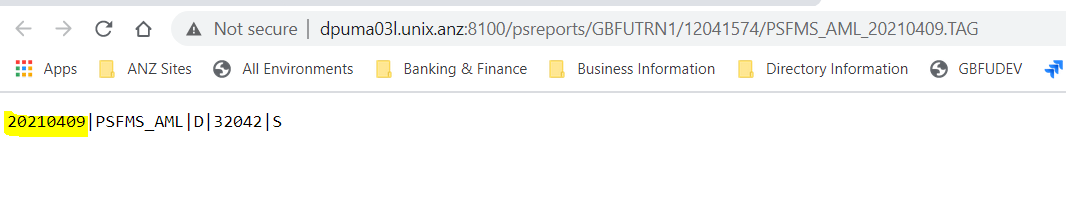 Not secure | dpuma03l.unix.anz:8100/psreports/GBFUTRN1/12041574/PSFMS_AML_20210409.TAG
Apps ANZ Sites All Environments Banking & Finance Business Information Directory Information GBFUDEV
20210409|PSFMS_AML|D|32042|S